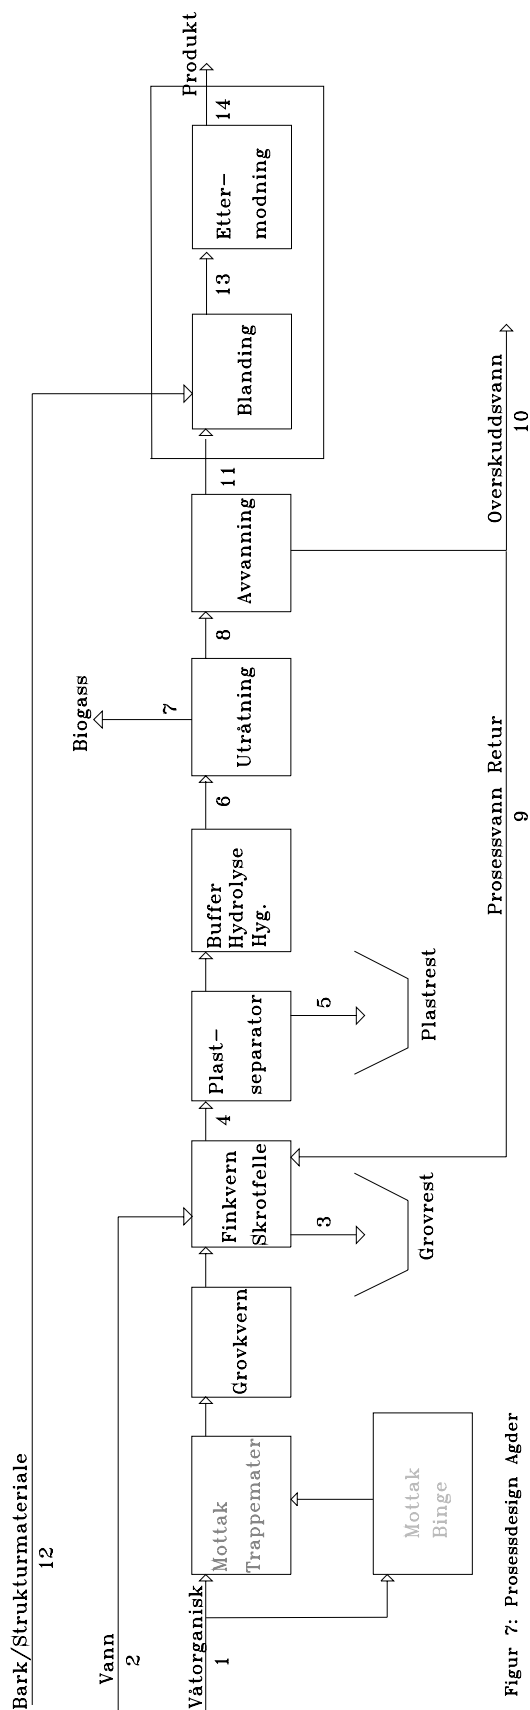 Bark/Strukturmateriale
12
Vann
2
Våtorganisk
1
Mottak
Trappemater
Mottak
Binge
Grovkvern
Finkvern
Skrotfelle
3
Grovrest
4
Plast-
separator
5
Plastrest
Buffer
Hydrolyse
Hyg.
6
Utråtning
7
Biogass
8
Avvanning
Prosessvann Retur
9
Overskuddsvann
10
11
Blanding
13
Etter-
modning
14
Produkt
Figur 7: Prosessdesign Agder